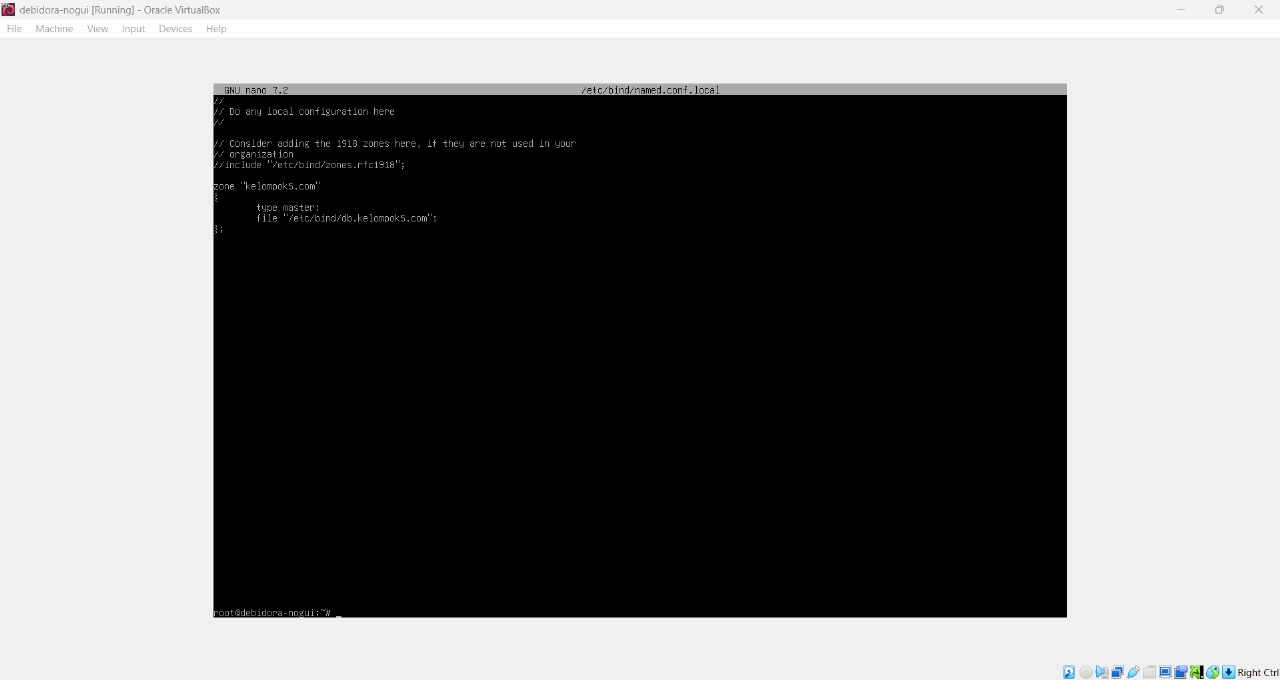 debidora-nogui [Running] - Oracle VirtualBox
File Machine View Input Devices Help
GNU nano 7.2 /etc/bind/named.conf.local
//
// Do any local configuration here
//
// Consider adding the 1918 zones here, if they are not used in your
// organization
//include "/etc/bind/zones.rfc1918";
zone "kelompok5.com"
{
type master;
file "/etc/bind/db.kelompok5.com";
};
root@debidora-nogui:~# _
Right Ctrl